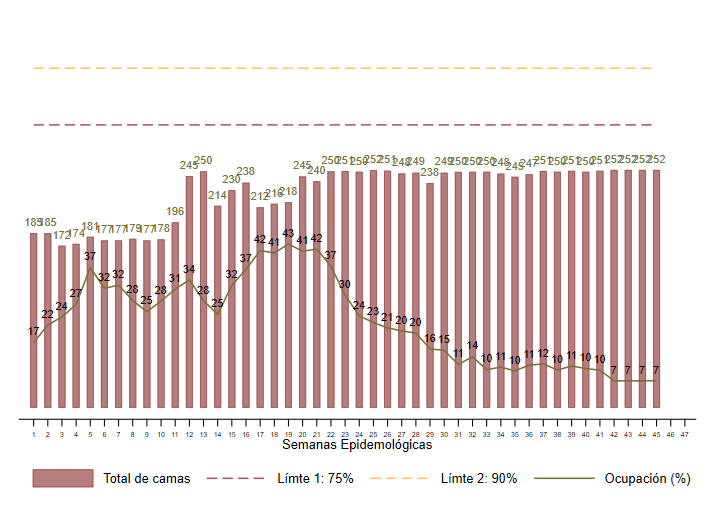 185 185 172 174 181 177 177 179 177 178 196 245 250 214 230 238 212 216 218 245 240 250 251 250 252 251 248 249 238 249 250 250 250 248 245 247 251 250 251 250 251 252 252 252 252
17 22 24 27 37 32 32 28 25 28 31 34 28 25 32 37 42 41 43 41 42 37 30 24 23 21 20 20 16 15 11 14 10 11 10 11 12 10 11 10 10 7 7 7 7
1 2 3 4 5 6 7 8 9 10 11 12 13 14 15 16 17 18 19 20 21 22 23 24 25 26 27 28 29 30 31 32 33 34 35 36 37 38 39 40 41 42 43 44 45 46 47
Semanas Epidemológicas
Total de camas Límte 1: 75% Límte 2: 90% Ocupación (%)